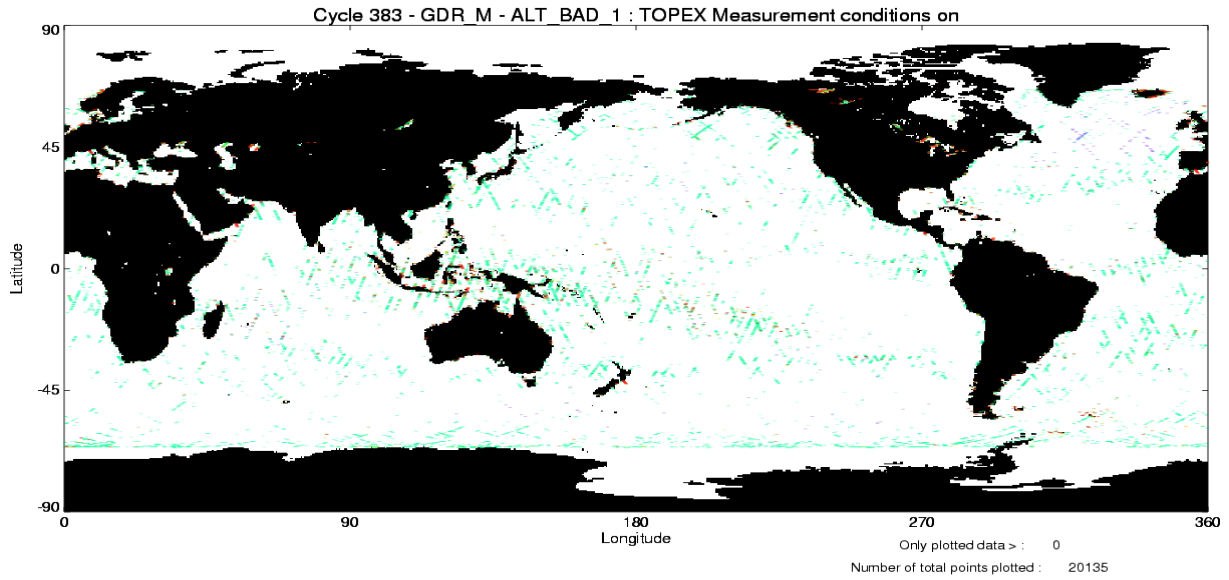 Cycle 383 - GDR_M - ALT_BAD_1 : TOPEX Measurement conditions on
90
45
0
-45
-90
Latitude
0 90 180 270 360
Longitude
Only plotted data > : 0
Number of total points plotted : 20135